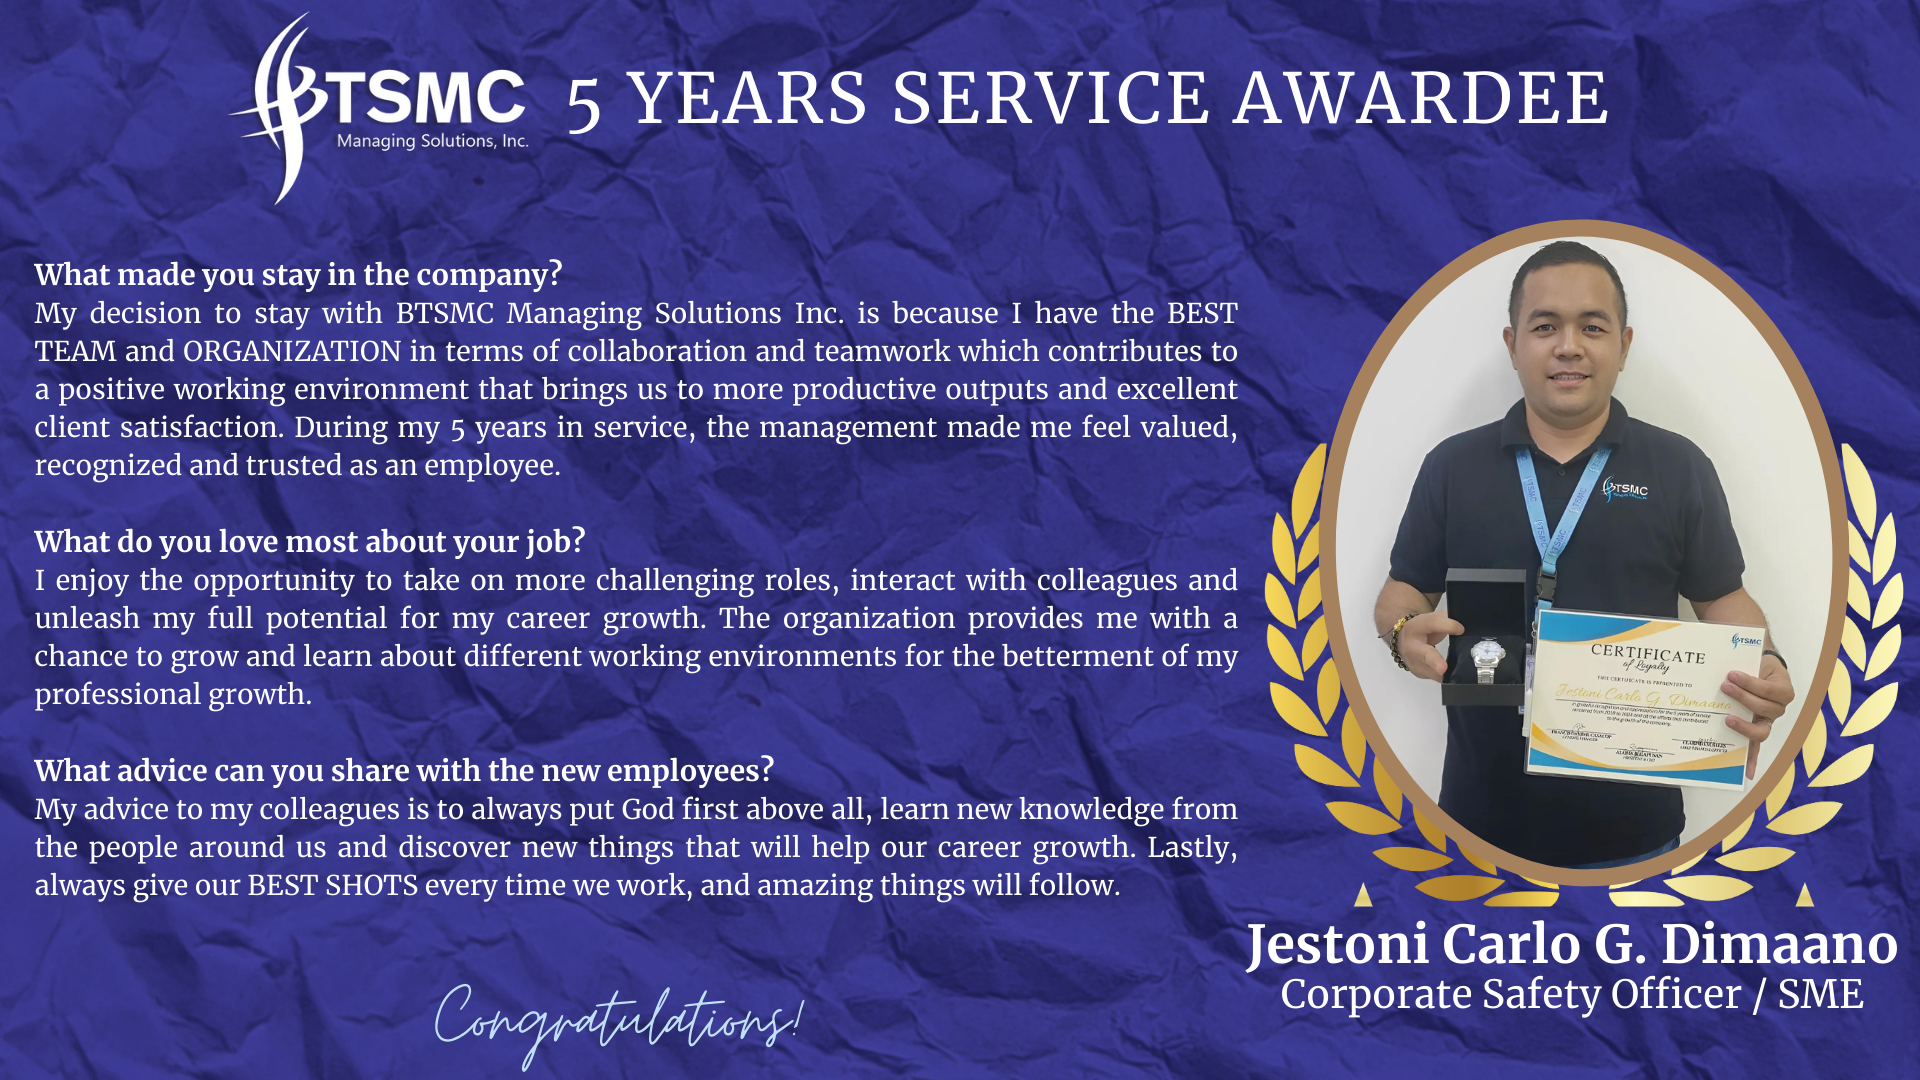 BTSMC
Managing Solutions, Inc.
5 YEARS SERVICE AWARDEE
What made you stay in the company?
My decision to stay with BTSMC Managing Solutions Inc. is because I have the BEST
TEAM and ORGANIZATION in terms of collaboration and teamwork which contributes to
a positive working environment that brings us to more productive outputs and excellent
client satisfaction. During my 5 years in service, the management made me feel valued,
recognized and trusted as an employee.
What do you love most about your job?
I enjoy the opportunity to take on more challenging roles, interact with colleagues and
unleash my full potential for my career growth. The organization provides me with a
chance to grow and learn about different working environments for the betterment of my
professional growth.
What advice can you share with the new employees?
My advice to my colleagues is to always put God first above all, learn new knowledge from
the people around us and discover new things that will help our career growth. Lastly,
always give our BEST SHOTS every time we work, and amazing things will follow.
Congratulations!
BTSMC
BTSMC
CERTIFICATE
of Loyalty
THIS CERTIFICATE IS PRESENTED TO
Jestoni Carlo G. Dimaano
Jestoni Carlo G. Dimaano
Corporate Safety Officer / SME